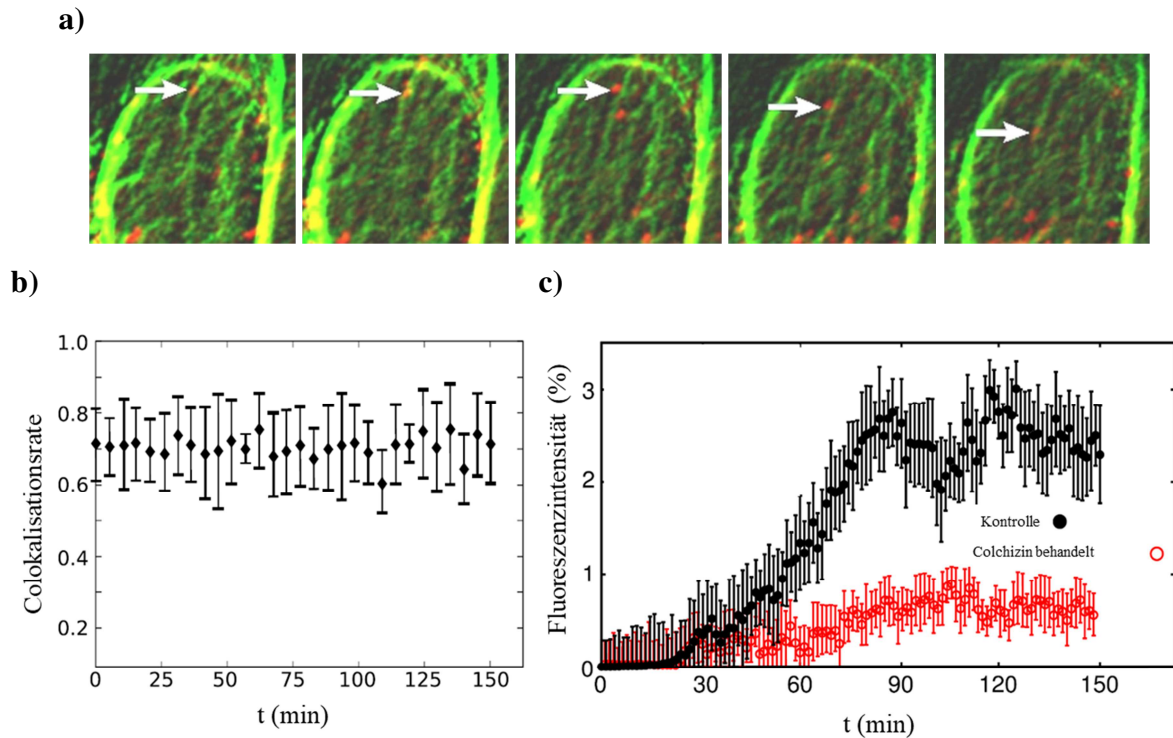 a)
b)
c)
1.0
0.8
0.6
0.4
0.2
Colokalisationsrate
0 25 50 75 100 125 150
t (min)
3
2
1
0
Fluoreszenzintensität (%)
Kontrolle
Colchizin behandelt
0 30 60 90 120 150
t (min)